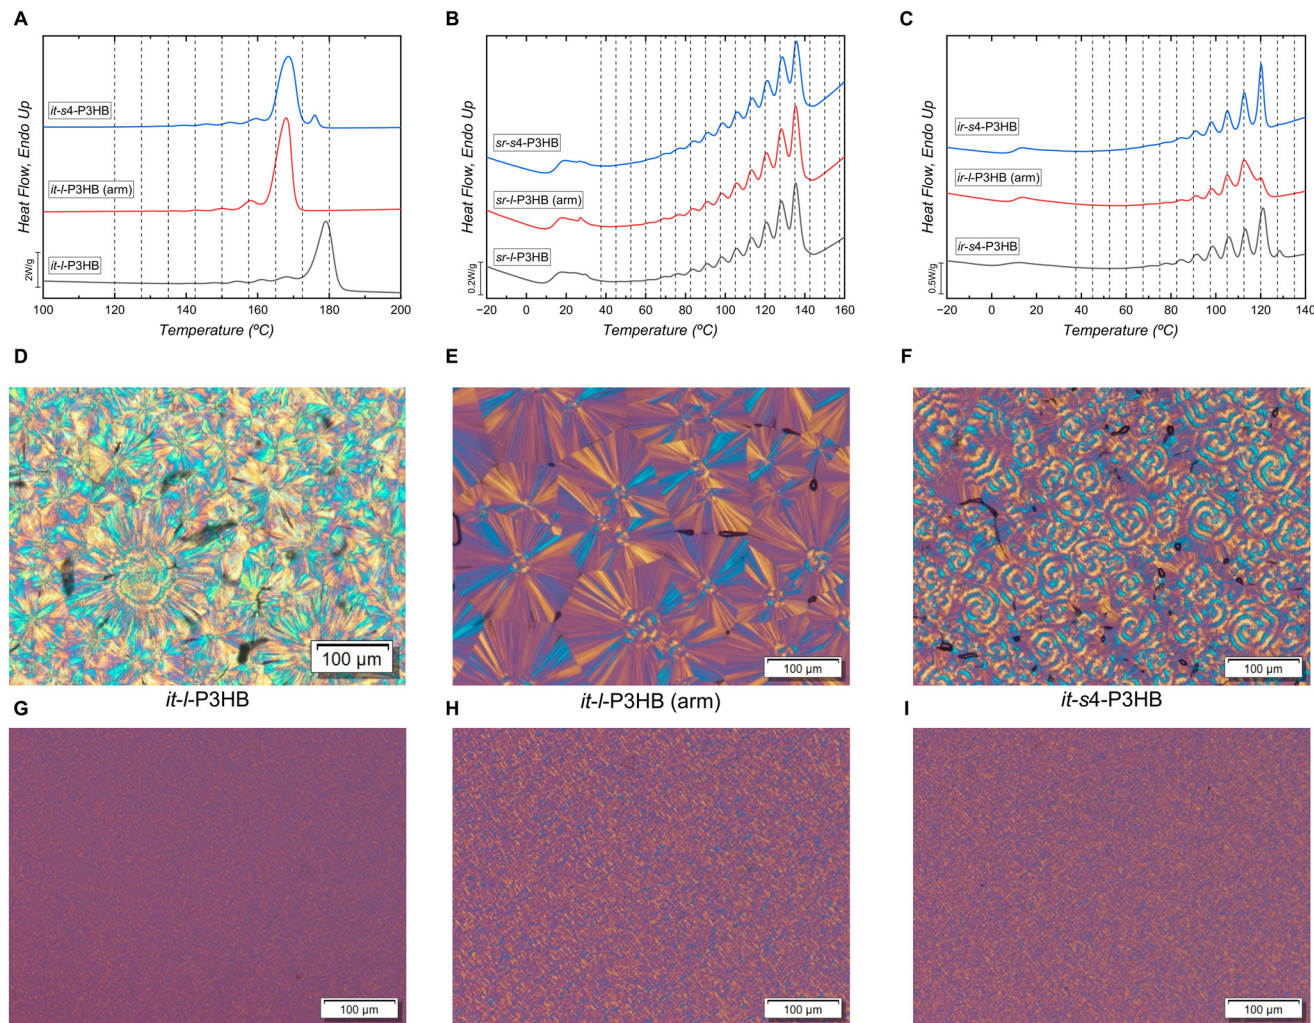 A
Heat Flow, Endo Up
it-s4-P3HB
it-l-P3HB (arm)
it-l-P3HB
2W/g
100 120 140 160 180 200
Temperature (ºC)
B
Heat Flow, Endo Up
sr-s4-P3HB
sr-l-P3HB (arm)
sr-l-P3HB
0.2W/g
−20 0 20 40 60 80 100 120 140 160
Temperature (ºC)
C
Heat Flow, Endo Up
ir-s4-P3HB
ir-l-P3HB (arm)
ir-s4-P3HB
0.5W/g
−20 0 20 40 60 80 100 120 140
Temperature (ºC)
D
100 µm
it-l-P3HB
E
100 µm
it-l-P3HB (arm)
F
100 µm
it-s4-P3HB
G
100 µm
H
100 µm
I
100 µm